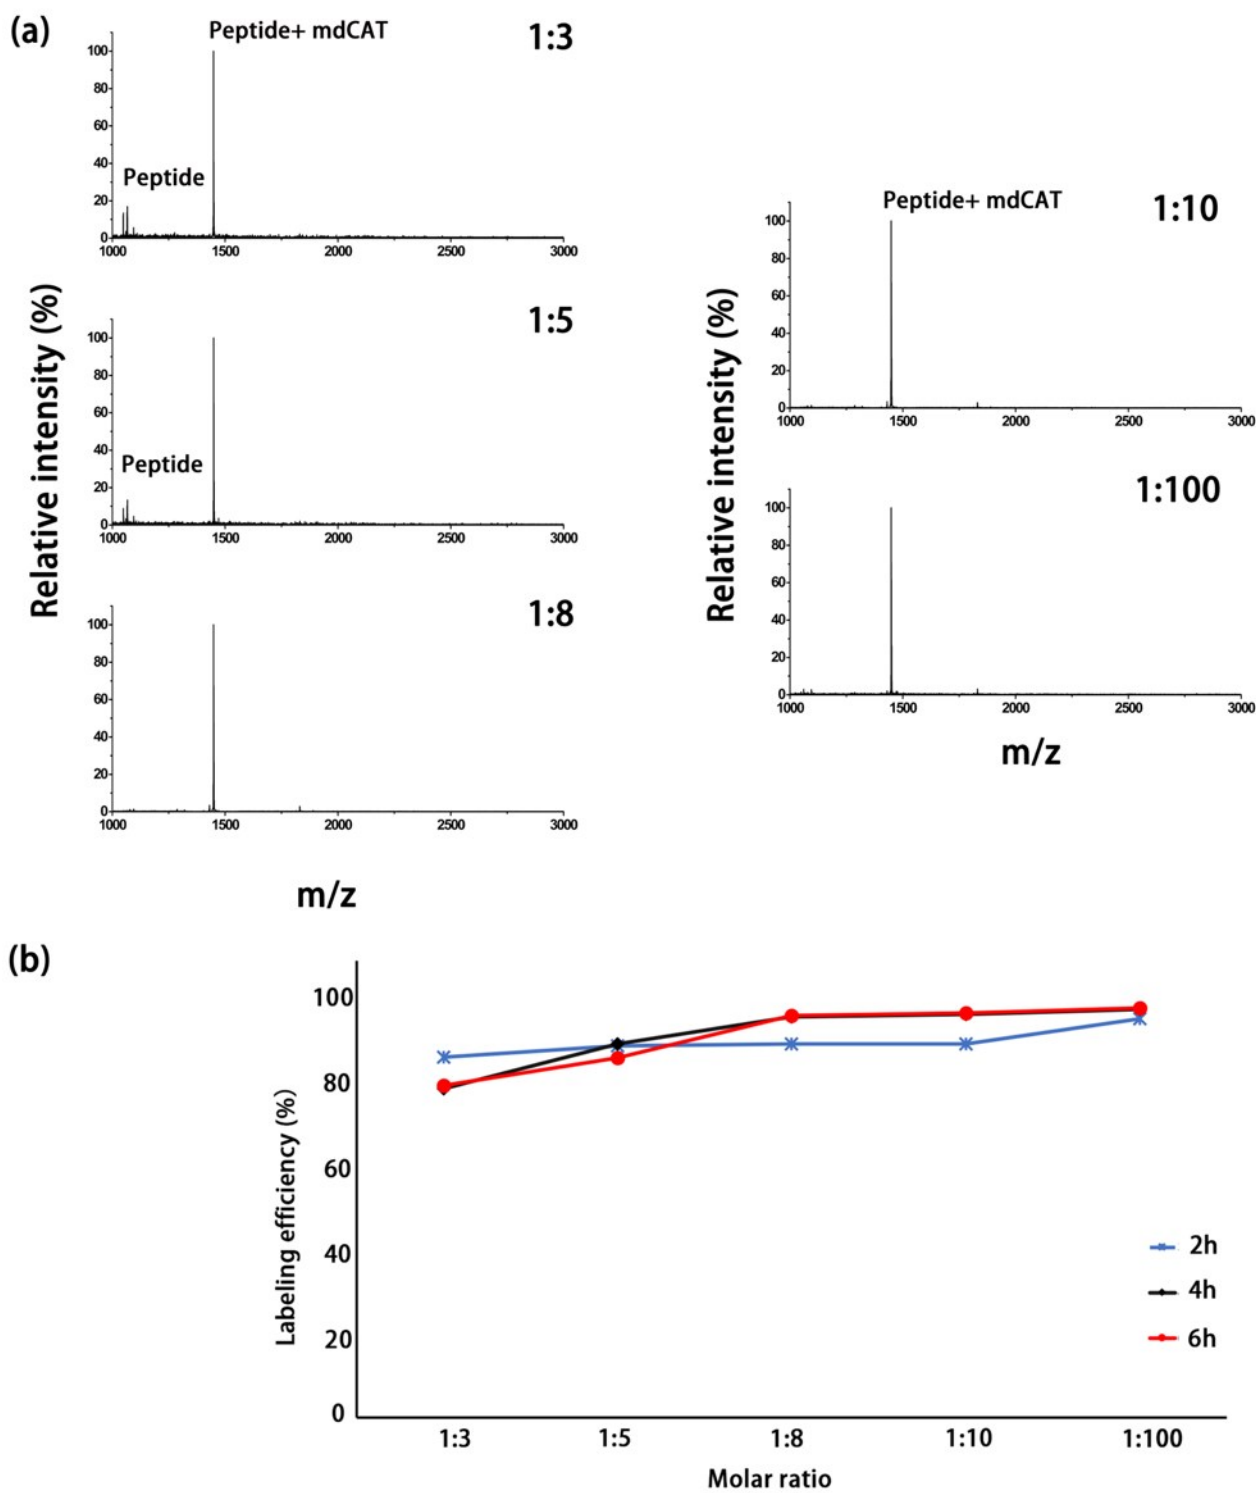 (a)
Peptide+ mdCAT
1:3
100
80
60
40
20
0
Peptide
1000 1500 2000 2500 3000
1:5
100
80
60
40
20
0
Peptide
1000 1500 2000 2500 3000
1:8
100
80
60
40
20
0
1000 1500 2000 2500 3000
Relative intensity (%)
m/z
Peptide+ mdCAT
1:10
100
80
60
40
20
0
1000 1500 2000 2500 3000
1:100
100
80
60
40
20
0
1000 1500 2000 2500 3000
Relative intensity (%)
m/z
(b)
100
80
60
40
20
0
Labeling efficiency (%)
2h
4h
6h
1:3 1:5 1:8 1:10 1:100
Molar ratio